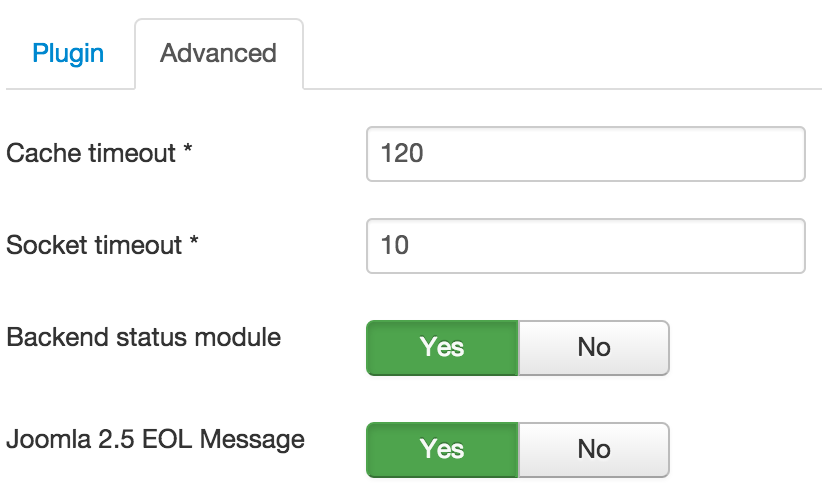 Plugin Advanced
Cache timeout * 120
Socket timeout * 10
Backend status module Yes No
Joomla 2.5 EOL Message Yes No